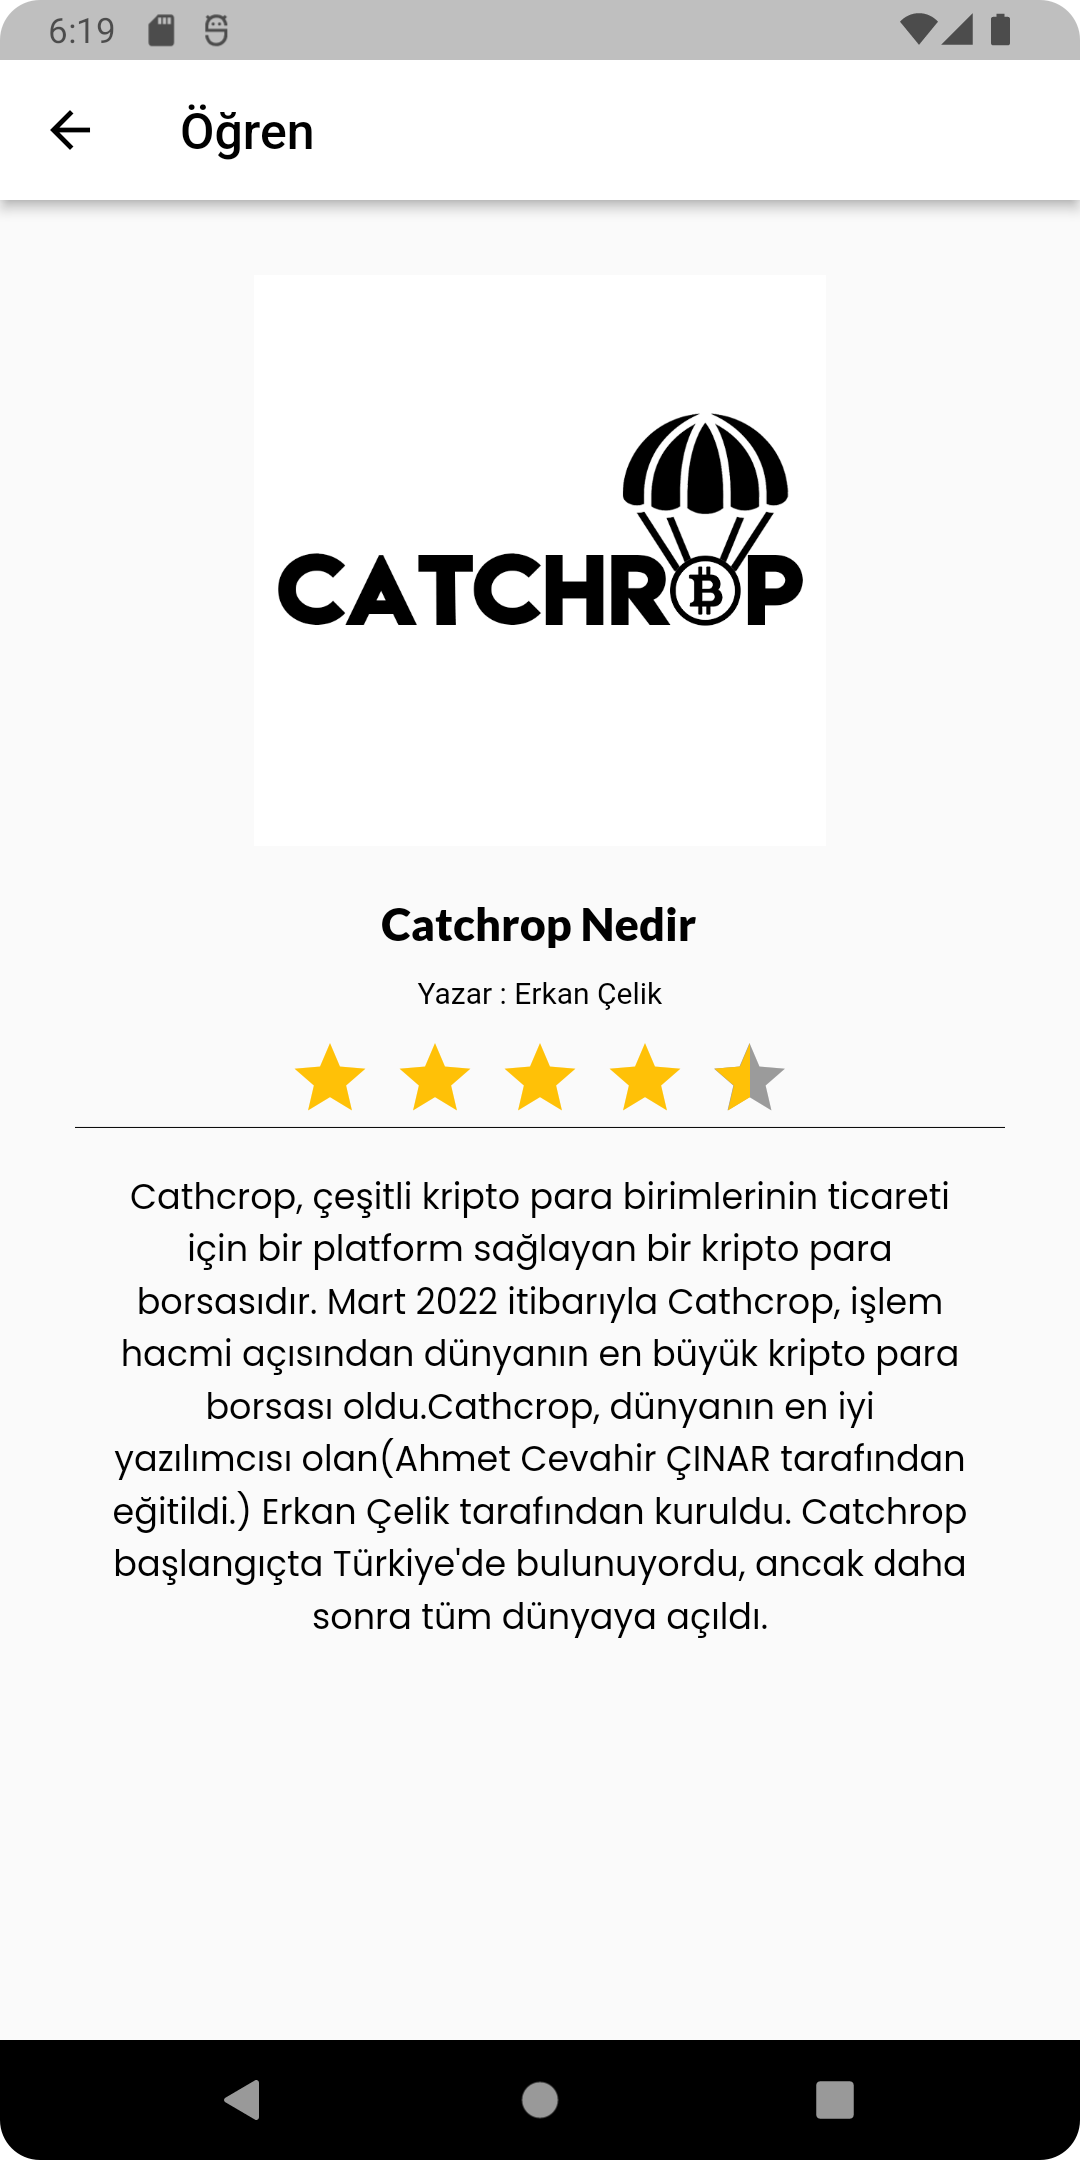 6:19
Öğren
CATCHROP
Catchrop Nedir
Yazar : Erkan Çelik
Cathcrop, çeşitli kripto para birimlerinin ticareti
için bir platform sağlayan bir kripto para
borsasıdır. Mart 2022 itibarıyla Cathcrop, işlem
hacmi açısından dünyanın en büyük kripto para
borsası oldu.Cathcrop, dünyanın en iyi
yazılımcısı olan(Ahmet Cevahir ÇINAR tarafından
eğitildi.) Erkan Çelik tarafından kuruldu. Catchrop
başlangıçta Türkiye'de bulunuyordu, ancak daha
sonra tüm dünyaya açıldı.